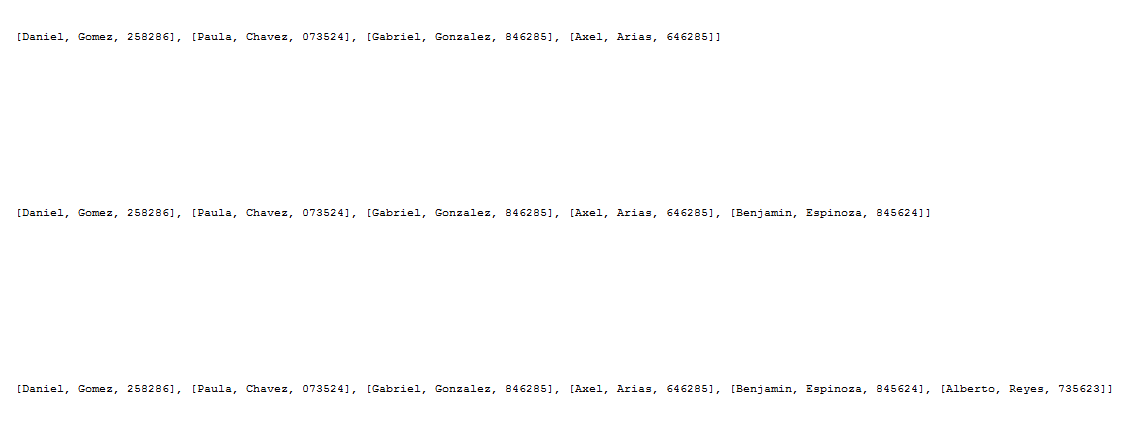 [Daniel, Gomez, 258286], [Paula, Chavez, 073524], [Gabriel, Gonzalez, 846285], [Axel, Arias, 646285]]
[Daniel, Gomez, 258286], [Paula, Chavez, 073524], [Gabriel, Gonzalez, 846285], [Axel, Arias, 646285], [Benjamin, Espinoza, 845624]]
[Daniel, Gomez, 258286], [Paula, Chavez, 073524], [Gabriel, Gonzalez, 846285], [Axel, Arias, 646285], [Benjamin, Espinoza, 845624], [Alberto, Reyes, 735623]]